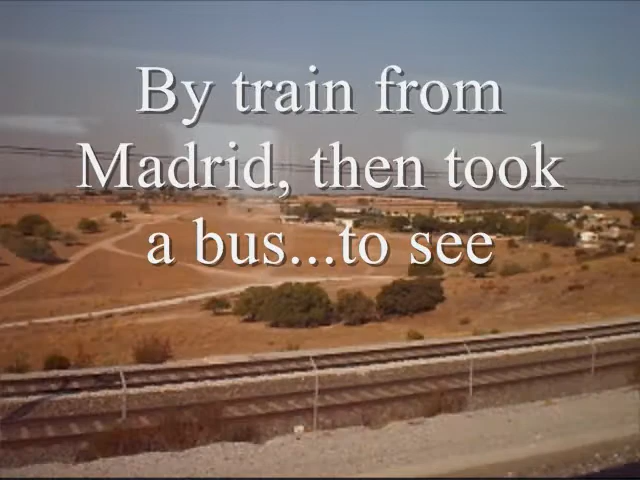 By train from
Madrid, then took
a bus...to see